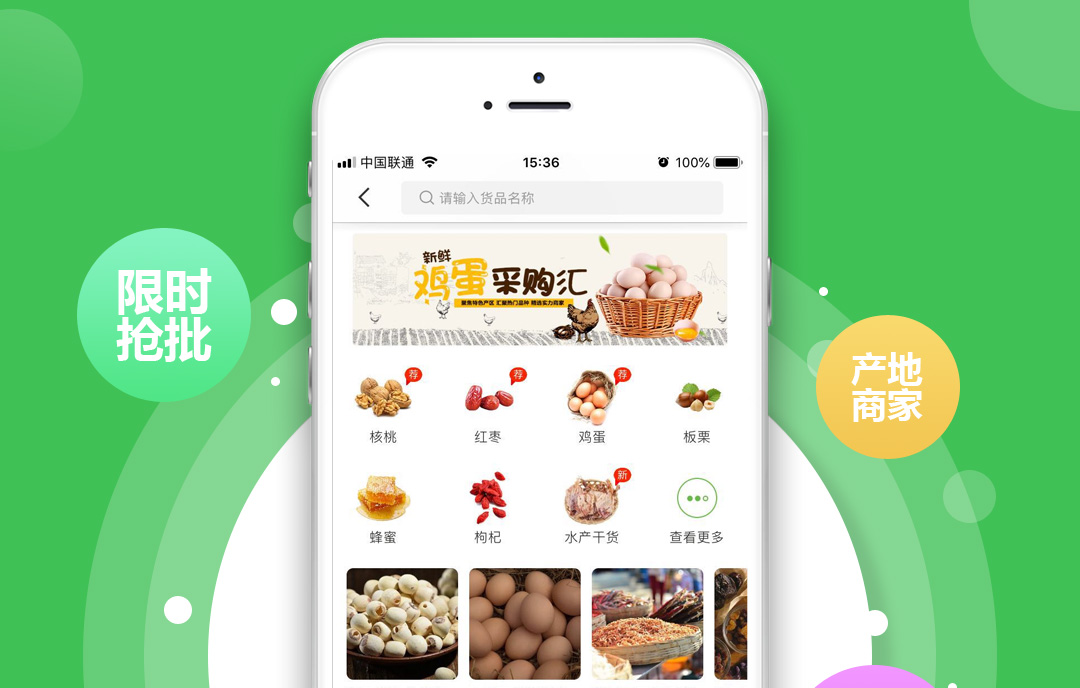 中国联通
15:36
100%
请输入货品名称
新鲜
鸡蛋采购汇
聚焦特色产区 汇聚热门品种 精选实力商家
限时
抢批
产地
商家
荐
荐
荐
核桃
红枣
鸡蛋
板栗
新
蜂蜜
枸杞
水产干货
查看更多